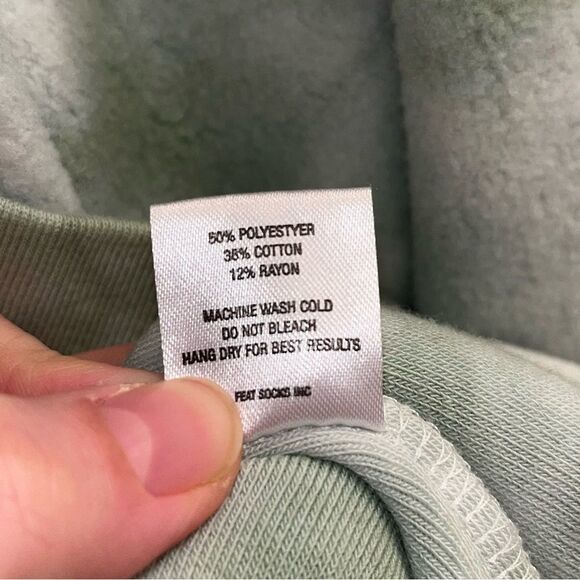 50% POLYESTYER
38% COTTON
12% RAYON
MACHINE WASH COLD
DO NOT BLEACH
HANG DRY FOR BEST RESULTS
FEAT SOCKS INC